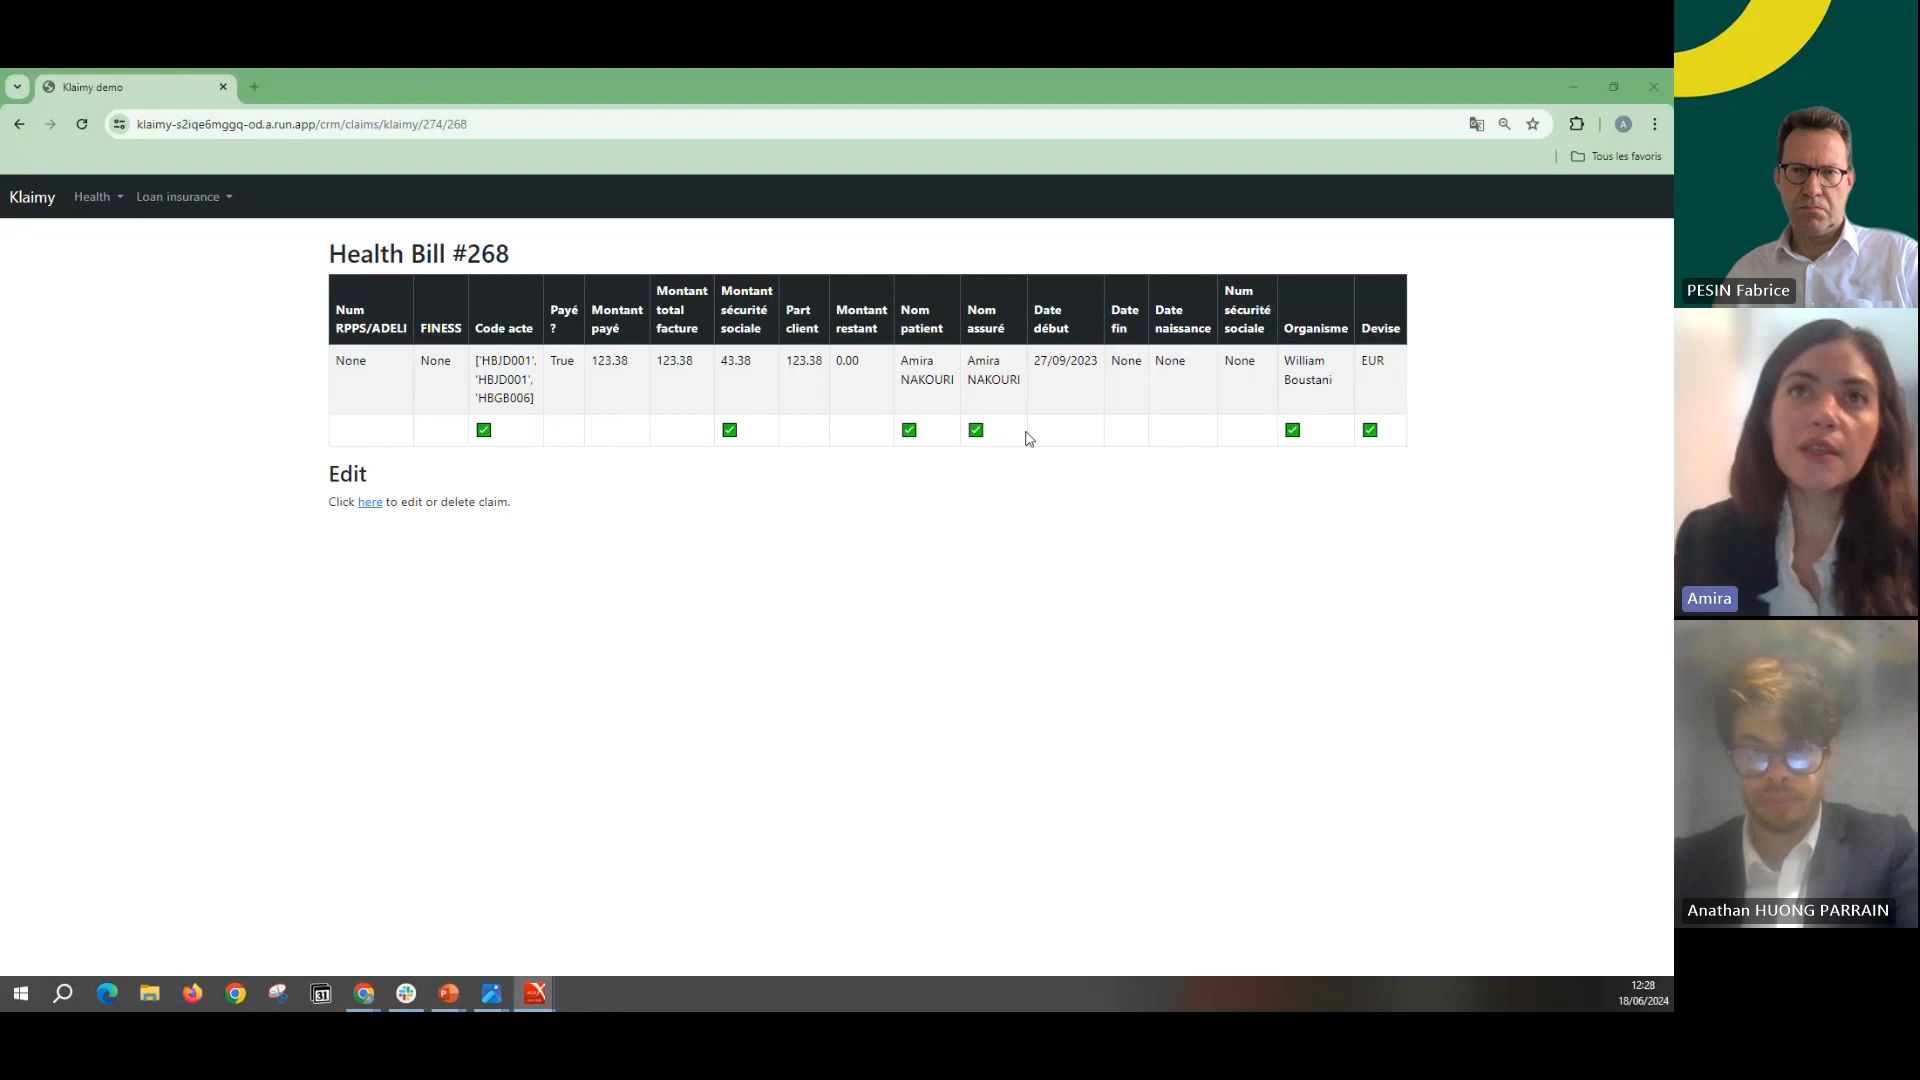 Klaimy demo
klaimy-s2iqe6mggq-od.a.run.app/crm/claims/klaimy/274/268
A
Tous les favoris
Klaimy Health Loan insurance
Health Bill #268
Num RPPS/ADELI
FINESS
Code acte
Payé ?
Montant payé
Montant total facture
Montant sécurité sociale
Part client
Montant restant
Nom patient
Nom assuré
Date début
Date fin
Date naissance
Num sécurité sociale
Organisme
Devise
None
None
['HBJD001',
'HBJD001',
'HBGB006]
True
123.38
123.38
43.38
123.38
0.00
Amira NAKOURI
Amira NAKOURI
27/09/2023
None
None
None
William Boustani
EUR
Edit
Click here to edit or delete claim.
PESIN Fabrice
Amira
Anathan HUONG PARRAIN
31
12:28
18/06/2024